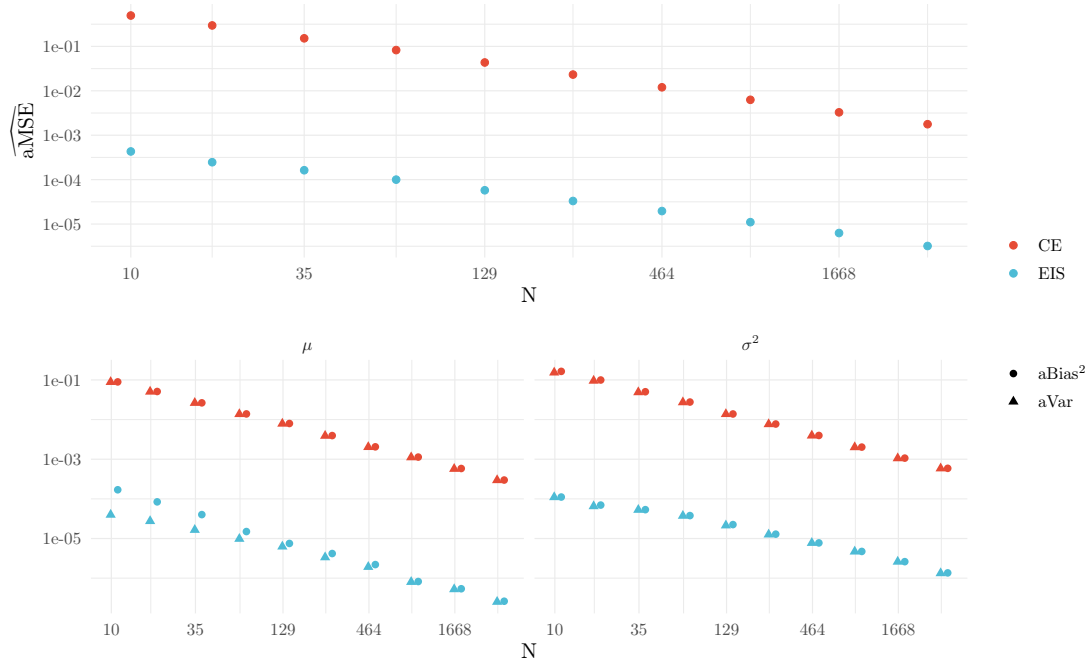 aMSE
1e-01
1e-02
1e-03
1e-04
1e-05
10 35 129 464 1668
N
CE
EIS
μ σ²
1e-01
1e-03
1e-05
10 35 129 464 1668 10 35 129 464 1668
N
aBias²
aVar